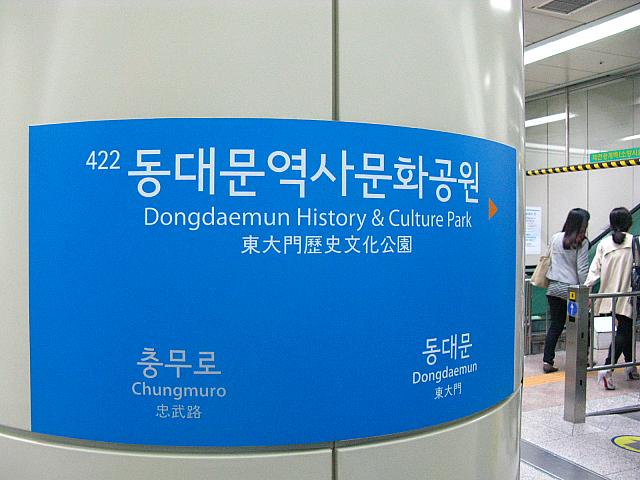 422 동대문역사문화공원
Dongdaemun History & Culture Park
東大門歷史文化公園
충무로
Chungmuro
忠武路
동대문
Dongdaemun
東大門